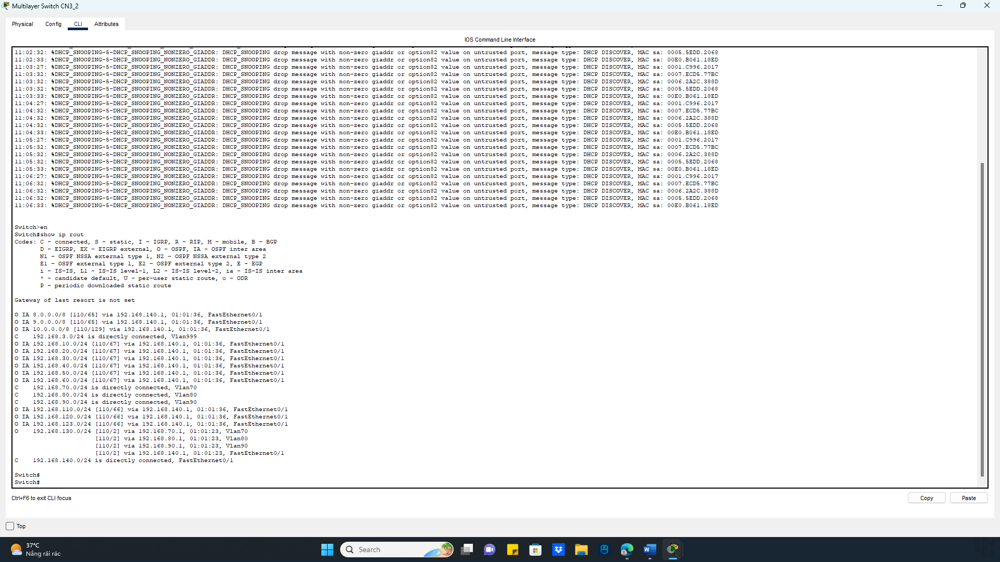 Multilayer Switch CN3_2
Physical Config CLI Attributes
IOS Command Line Interface
11:02:32: %DHCP_SNOOPING-5-DHCP_SNOOPING_NONZERO_GIADDR: DHCP_SNOOPING drop message with non-zero giaddr or option82 value on untrusted port, message type: DHCP DISCOVER, MAC sa: 0005.5EDD.2068
11:02:33: %DHCP_SNOOPING-5-DHCP_SNOOPING_NONZERO_GIADDR: DHCP_SNOOPING drop message with non-zero giaddr or option82 value on untrusted port, message type: DHCP DISCOVER, MAC sa: 00E0.B061.18ED
11:03:27: %DHCP_SNOOPING-5-DHCP_SNOOPING_NONZERO_GIADDR: DHCP_SNOOPING drop message with non-zero giaddr or option82 value on untrusted port, message type: DHCP DISCOVER, MAC sa: 0001.C996.2017
11:03:32: %DHCP_SNOOPING-5-DHCP_SNOOPING_NONZERO_GIADDR: DHCP_SNOOPING drop message with non-zero giaddr or option82 value on untrusted port, message type: DHCP DISCOVER, MAC sa: 0007.ECD5.77BC
11:03:32: %DHCP_SNOOPING-5-DHCP_SNOOPING_NONZERO_GIADDR: DHCP_SNOOPING drop message with non-zero giaddr or option82 value on untrusted port, message type: DHCP DISCOVER, MAC sa: 0006.2A2C.388D
11:03:32: %DHCP_SNOOPING-5-DHCP_SNOOPING_NONZERO_GIADDR: DHCP_SNOOPING drop message with non-zero giaddr or option82 value on untrusted port, message type: DHCP DISCOVER, MAC sa: 0005.5EDD.2068
11:03:33: %DHCP_SNOOPING-5-DHCP_SNOOPING_NONZERO_GIADDR: DHCP_SNOOPING drop message with non-zero giaddr or option82 value on untrusted port, message type: DHCP DISCOVER, MAC sa: 00E0.B061.18ED
11:04:27: %DHCP_SNOOPING-5-DHCP_SNOOPING_NONZERO_GIADDR: DHCP_SNOOPING drop message with non-zero giaddr or option82 value on untrusted port, message type: DHCP DISCOVER, MAC sa: 0001.C996.2017
11:04:32: %DHCP_SNOOPING-5-DHCP_SNOOPING_NONZERO_GIADDR: DHCP_SNOOPING drop message with non-zero giaddr or option82 value on untrusted port, message type: DHCP DISCOVER, MAC sa: 0007.ECD5.77BC
11:04:32: %DHCP_SNOOPING-5-DHCP_SNOOPING_NONZERO_GIADDR: DHCP_SNOOPING drop message with non-zero giaddr or option82 value on untrusted port, message type: DHCP DISCOVER, MAC sa: 0006.2A2C.388D
11:04:32: %DHCP_SNOOPING-5-DHCP_SNOOPING_NONZERO_GIADDR: DHCP_SNOOPING drop message with non-zero giaddr or option82 value on untrusted port, message type: DHCP DISCOVER, MAC sa: 0005.5EDD.2068
11:04:33: %DHCP_SNOOPING-5-DHCP_SNOOPING_NONZERO_GIADDR: DHCP_SNOOPING drop message with non-zero giaddr or option82 value on untrusted port, message type: DHCP DISCOVER, MAC sa: 00E0.B061.18ED
11:05:27: %DHCP_SNOOPING-5-DHCP_SNOOPING_NONZERO_GIADDR: DHCP_SNOOPING drop message with non-zero giaddr or option82 value on untrusted port, message type: DHCP DISCOVER, MAC sa: 0001.C996.2017
11:05:32: %DHCP_SNOOPING-5-DHCP_SNOOPING_NONZERO_GIADDR: DHCP_SNOOPING drop message with non-zero giaddr or option82 value on untrusted port, message type: DHCP DISCOVER, MAC sa: 0007.ECD5.77BC
11:05:32: %DHCP_SNOOPING-5-DHCP_SNOOPING_NONZERO_GIADDR: DHCP_SNOOPING drop message with non-zero giaddr or option82 value on untrusted port, message type: DHCP DISCOVER, MAC sa: 0006.2A2C.388D
11:05:32: %DHCP_SNOOPING-5-DHCP_SNOOPING_NONZERO_GIADDR: DHCP_SNOOPING drop message with non-zero giaddr or option82 value on untrusted port, message type: DHCP DISCOVER, MAC sa: 0005.5EDD.2068
11:05:33: %DHCP_SNOOPING-5-DHCP_SNOOPING_NONZERO_GIADDR: DHCP_SNOOPING drop message with non-zero giaddr or option82 value on untrusted port, message type: DHCP DISCOVER, MAC sa: 00E0.B061.18ED
11:06:27: %DHCP_SNOOPING-5-DHCP_SNOOPING_NONZERO_GIADDR: DHCP_SNOOPING drop message with non-zero giaddr or option82 value on untrusted port, message type: DHCP DISCOVER, MAC sa: 0001.C996.2017
11:06:32: %DHCP_SNOOPING-5-DHCP_SNOOPING_NONZERO_GIADDR: DHCP_SNOOPING drop message with non-zero giaddr or option82 value on untrusted port, message type: DHCP DISCOVER, MAC sa: 0007.ECD5.77BC
11:06:32: %DHCP_SNOOPING-5-DHCP_SNOOPING_NONZERO_GIADDR: DHCP_SNOOPING drop message with non-zero giaddr or option82 value on untrusted port, message type: DHCP DISCOVER, MAC sa: 0006.2A2C.388D
11:06:32: %DHCP_SNOOPING-5-DHCP_SNOOPING_NONZERO_GIADDR: DHCP_SNOOPING drop message with non-zero giaddr or option82 value on untrusted port, message type: DHCP DISCOVER, MAC sa: 0005.5EDD.2068
11:06:33: %DHCP_SNOOPING-5-DHCP_SNOOPING_NONZERO_GIADDR: DHCP_SNOOPING drop message with non-zero giaddr or option82 value on untrusted port, message type: DHCP DISCOVER, MAC sa: 00E0.B061.18ED
Switch>en
Switch#show ip rout
Codes: C - connected, S - static, I - IGRP, R - RIP, M - mobile, B - BGP
D - EIGRP, EX - EIGRP external, O - OSPF, IA - OSPF inter area
N1 - OSPF NSSA external type 1, N2 - OSPF NSSA external type 2
E1 - OSPF external type 1, E2 - OSPF external type 2, E - EGP
i - IS-IS, L1 - IS-IS level-1, L2 - IS-IS level-2, ia - IS-IS inter area
* - candidate default, U - per-user static route, o - ODR
P - periodic downloaded static route
Gateway of last resort is not set
O IA 8.0.0.0/8 [110/65] via 192.168.140.1, 01:01:36, FastEthernet0/1
O IA 9.0.0.0/8 [110/65] via 192.168.140.1, 01:01:36, FastEthernet0/1
O IA 10.0.0.0/8 [110/129] via 192.168.140.1, 01:01:36, FastEthernet0/1
C 192.168.3.0/24 is directly connected, Vlan999
O IA 192.168.10.0/24 [110/67] via 192.168.140.1, 01:01:36, FastEthernet0/1
O IA 192.168.20.0/24 [110/67] via 192.168.140.1, 01:01:36, FastEthernet0/1
O IA 192.168.30.0/24 [110/67] via 192.168.140.1, 01:01:36, FastEthernet0/1
O IA 192.168.40.0/24 [110/67] via 192.168.140.1, 01:01:36, FastEthernet0/1
O IA 192.168.50.0/24 [110/67] via 192.168.140.1, 01:01:36, FastEthernet0/1
O IA 192.168.60.0/24 [110/67] via 192.168.140.1, 01:01:36, FastEthernet0/1
C 192.168.70.0/24 is directly connected, Vlan70
C 192.168.80.0/24 is directly connected, Vlan80
C 192.168.90.0/24 is directly connected, Vlan90
O IA 192.168.110.0/24 [110/66] via 192.168.140.1, 01:01:36, FastEthernet0/1
O IA 192.168.120.0/24 [110/66] via 192.168.140.1, 01:01:36, FastEthernet0/1
O IA 192.168.123.0/24 [110/66] via 192.168.140.1, 01:01:36, FastEthernet0/1
O 192.168.130.0/24 [110/2] via 192.168.70.1, 01:01:23, Vlan70
[110/2] via 192.168.80.1, 01:01:23, Vlan80
[110/2] via 192.168.90.1, 01:01:23, Vlan90
[110/2] via 192.168.140.1, 01:01:23, FastEthernet0/1
C 192.168.140.0/24 is directly connected, FastEthernet0/1
Switch#
Switch#
Ctrl+F6 to exit CLI focus
Copy Paste
Top
37°C
Nắng rải rác
Search